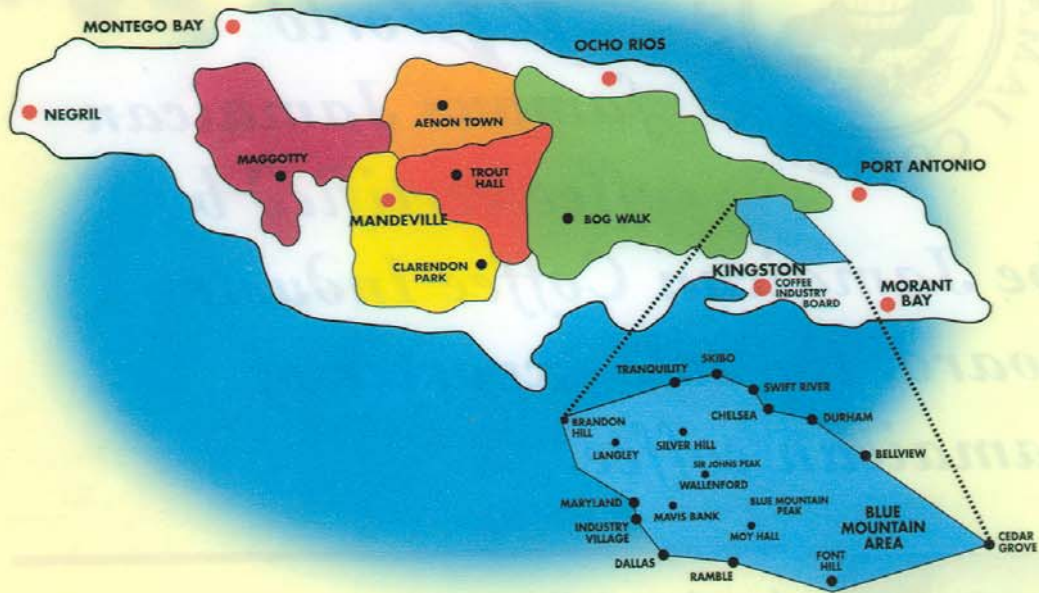 MONTEGO BAY
OCHO RIOS
NEGRIL
AENON TOWN
MAGGOTTY
TROUT
HALL
PORT ANTONIO
MANDEVILLE
BOG WALK
CLARENDON
PARK
KINGSTON
COFFEE
INDUSTRY
BOARD
MORANT
BAY
SKIBO
TRANQUILITY
SWIFT RIVER
CHELSEA
DURHAM
BRANDON
HILL
LANGLEY
SILVER HILL
BELLVIEW
SIR JOHNS PEAK
WALLENFORD
MARYLAND
MAVIS BANK
BLUE MOUNTAIN
PEAK
BLUE
MOUNTAIN
AREA
INDUSTRY
VILLAGE
MOY HALL
CEDAR
GROVE
DALLAS
RAMBLE
FONT
HILL